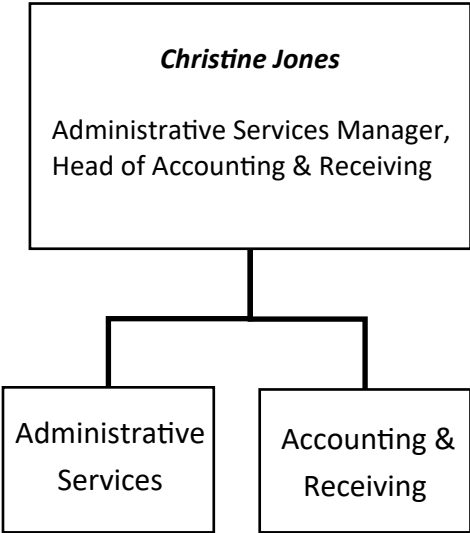 Christine Jones
Administrative Services Manager,
Head of Accounting & Receiving
Administrative
Services
Accounting &
Receiving